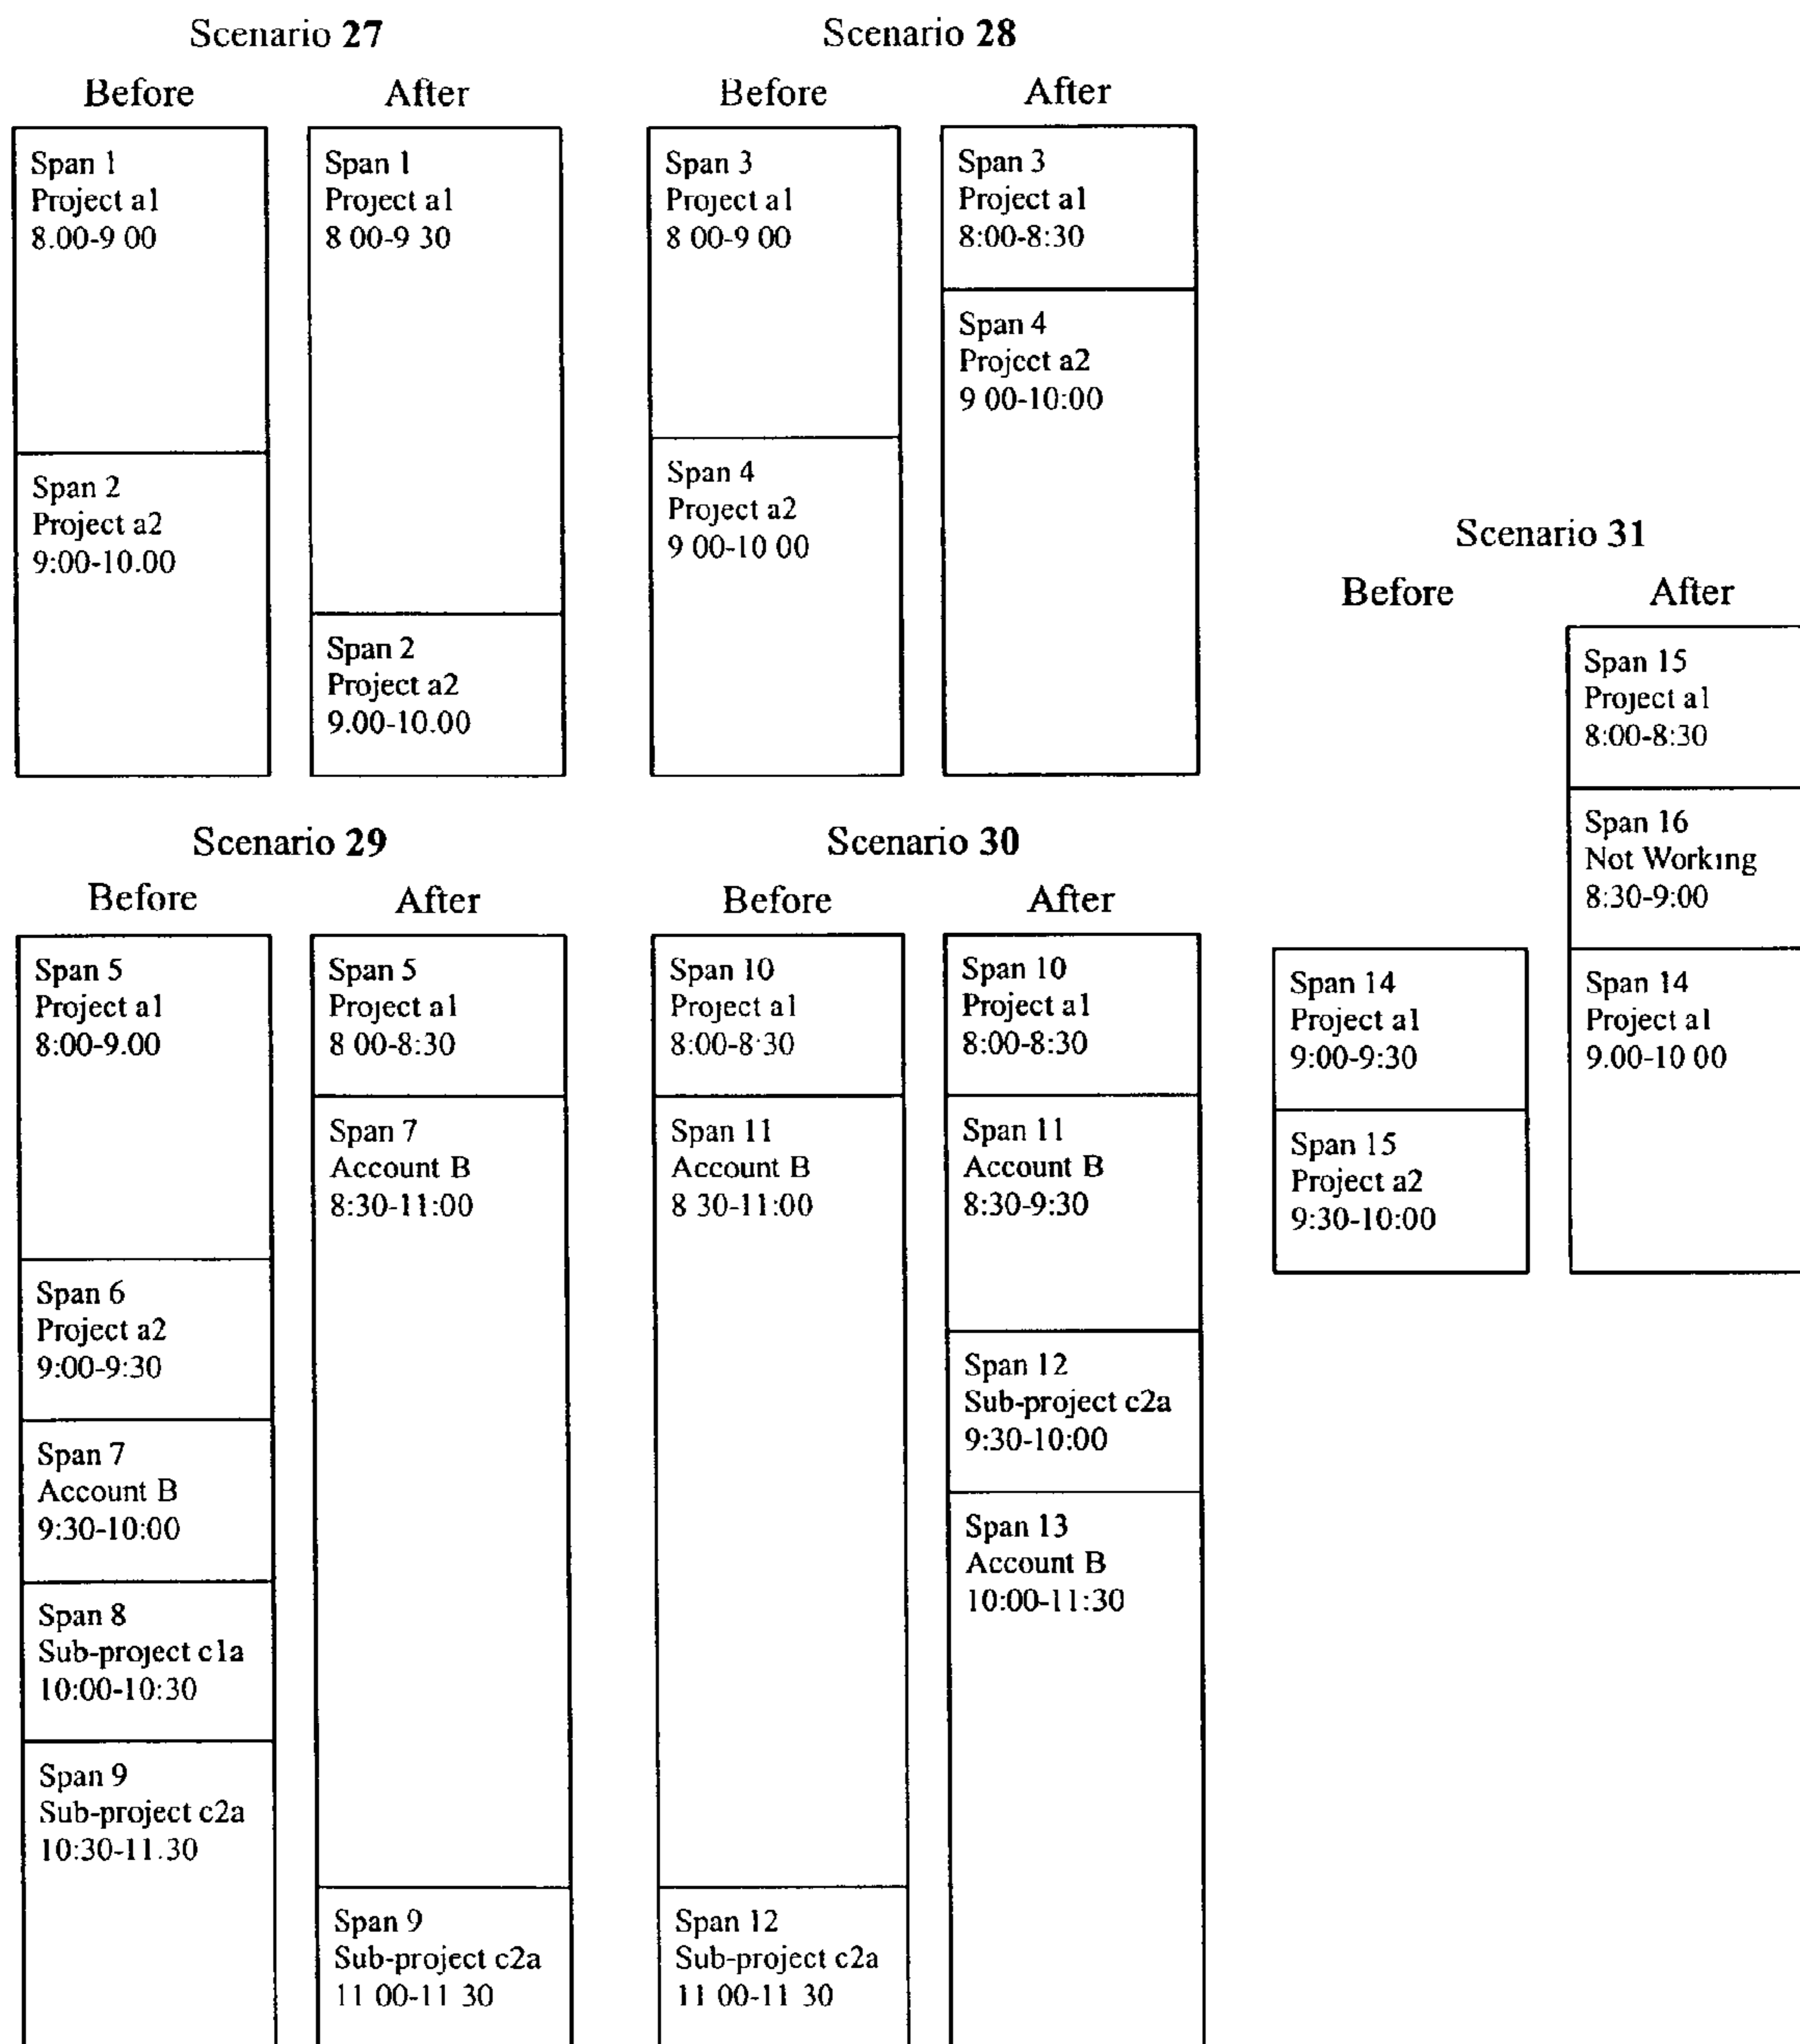 Scenario 27
Before
After
Span 1
Project a1
8.00-9 00
Span 2
Project a2
9:00-10.00
Span 1
Project a1
8 00-9 30
Span 2
Project a2
9.00-10.00
Scenario 28
Before
After
Span 3
Project a1
8 00-9 00
Span 4
Project a2
9 00-10 00
Span 3
Project a1
8:00-8:30
Span 4
Project a2
9 00-10:00
Scenario 29
Before
After
Span 5
Project a1
8:00-9.00
Span 6
Project a2
9:00-9:30
Span 7
Account B
9:30-10:00
Span 8
Sub-project c1a
10:00-10:30
Span 9
Sub-project c2a
10:30-11.30
Span 5
Project a1
8 00-8:30
Span 7
Account B
8:30-11:00
Span 9
Sub-project c2a
11 00-11 30
Scenario 30
Before
After
Span 10
Project a1
8:00-8·30
Span 11
Account B
8 30-11:00
Span 12
Sub-project c2a
11 00-11 30
Span 10
Project a1
8:00-8:30
Span 11
Account B
8:30-9:30
Span 12
Sub-project c2a
9:30-10:00
Span 13
Account B
10:00-11:30
Scenario 31
Before
After
Span 14
Project a1
9:00-9:30
Span 15
Project a2
9:30-10:00
Span 15
Project a1
8:00-8:30
Span 16
Not Working
8:30-9:00
Span 14
Project a1
9.00-10 00